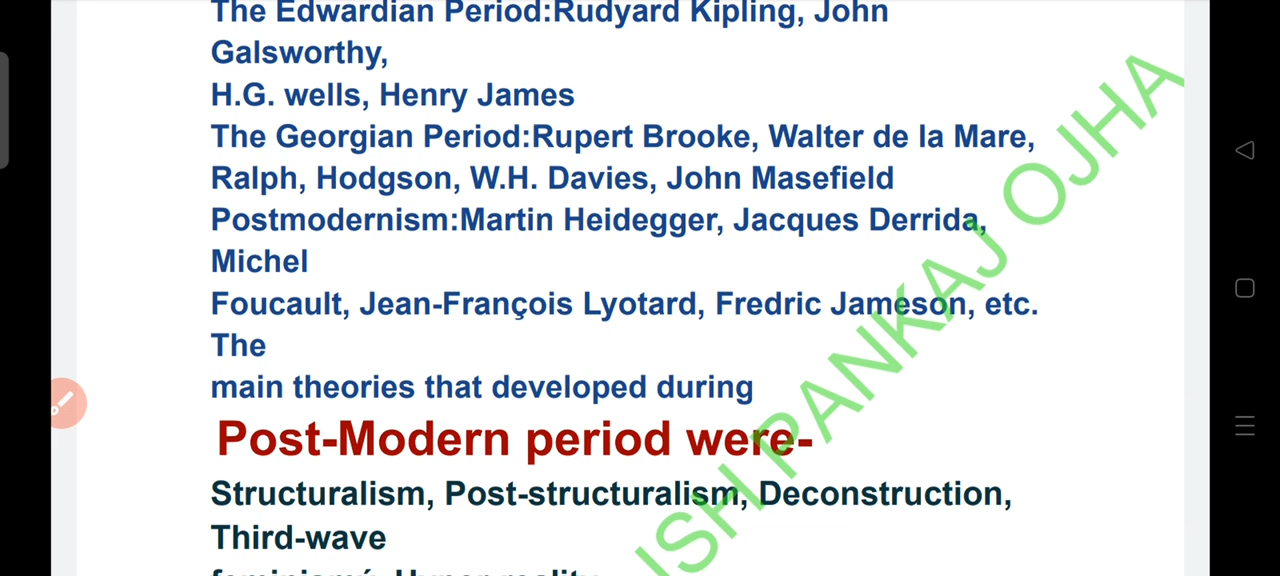 The Edwardian Period:Rudyard Kipling, John
Galsworthy,
H.G. wells, Henry James
The Georgian Period:Rupert Brooke, Walter de la Mare,
Ralph, Hodgson, W.H. Davies, John Masefield
Postmodernism:Martin Heidegger, Jacques Derrida,
Michel
Foucault, Jean-François Lyotard, Fredric Jameson, etc.
The
main theories that developed during
Post-Modern period were-
Structuralism, Post-structuralism, Deconstruction,
Third-wave
ISH PANKAJ OJHA